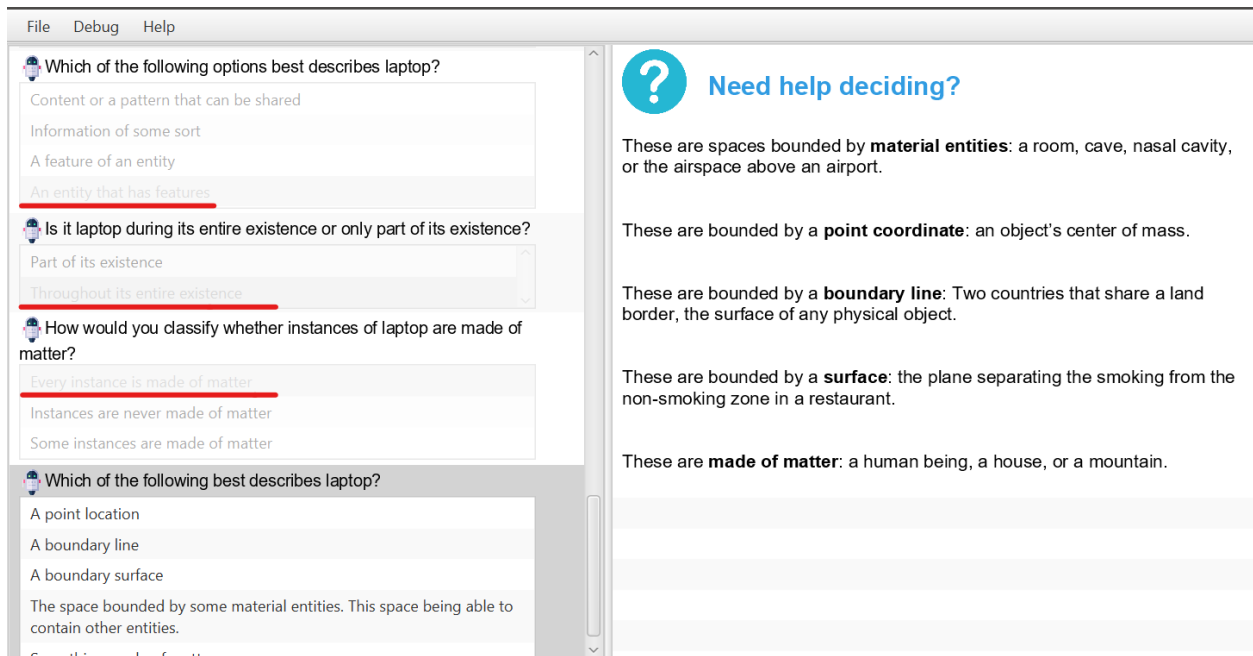 File Debug Help
Which of the following options best describes laptop?
Content or a pattern that can be shared
Information of some sort
A feature of an entity
An entity that has features
Is it laptop during its entire existence or only part of its existence?
Part of its existence
Throughout its entire existence
How would you classify whether instances of laptop are made of
matter?
Every instance is made of matter
Instances are never made of matter
Some instances are made of matter
Which of the following best describes laptop?
A point location
A boundary line
A boundary surface
The space bounded by some material entities. This space being able to
contain other entities.
?
Need help deciding?
These are spaces bounded by material entities: a room, cave, nasal cavity,
or the airspace above an airport.
These are bounded by a point coordinate: an object’s center of mass.
These are bounded by a boundary line: Two countries that share a land
border, the surface of any physical object.
These are bounded by a surface: the plane separating the smoking from the
non-smoking zone in a restaurant.
These are made of matter: a human being, a house, or a mountain.